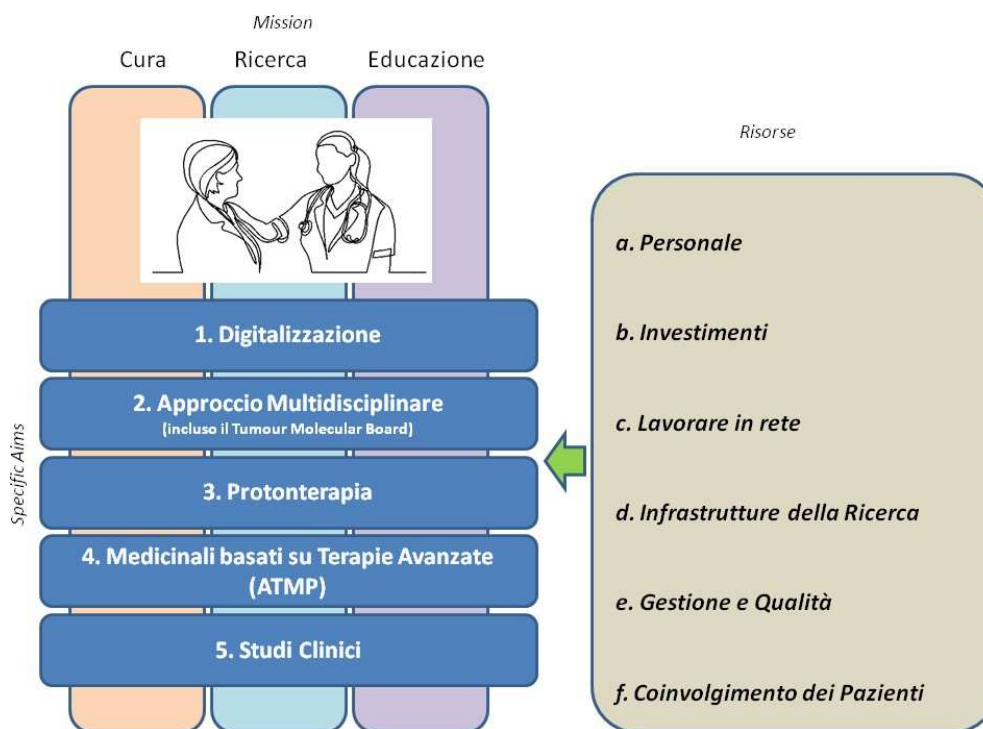 Mission
Cura Ricerca Educazione
Risorse
Specific Aims
1. Digitalizzazione
2. Approccio Multidisciplinare
(incluso il Tumour Molecular Board)
3. Protonterapia
4. Medicinali basati su Terapie Avanzate
(ATMP)
5. Studi Clinici
a. Personale
b. Investimenti
c. Lavorare in rete
d. Infrastrutture della Ricerca
e. Gestione e Qualità
f. Coinvolgimento dei Pazienti